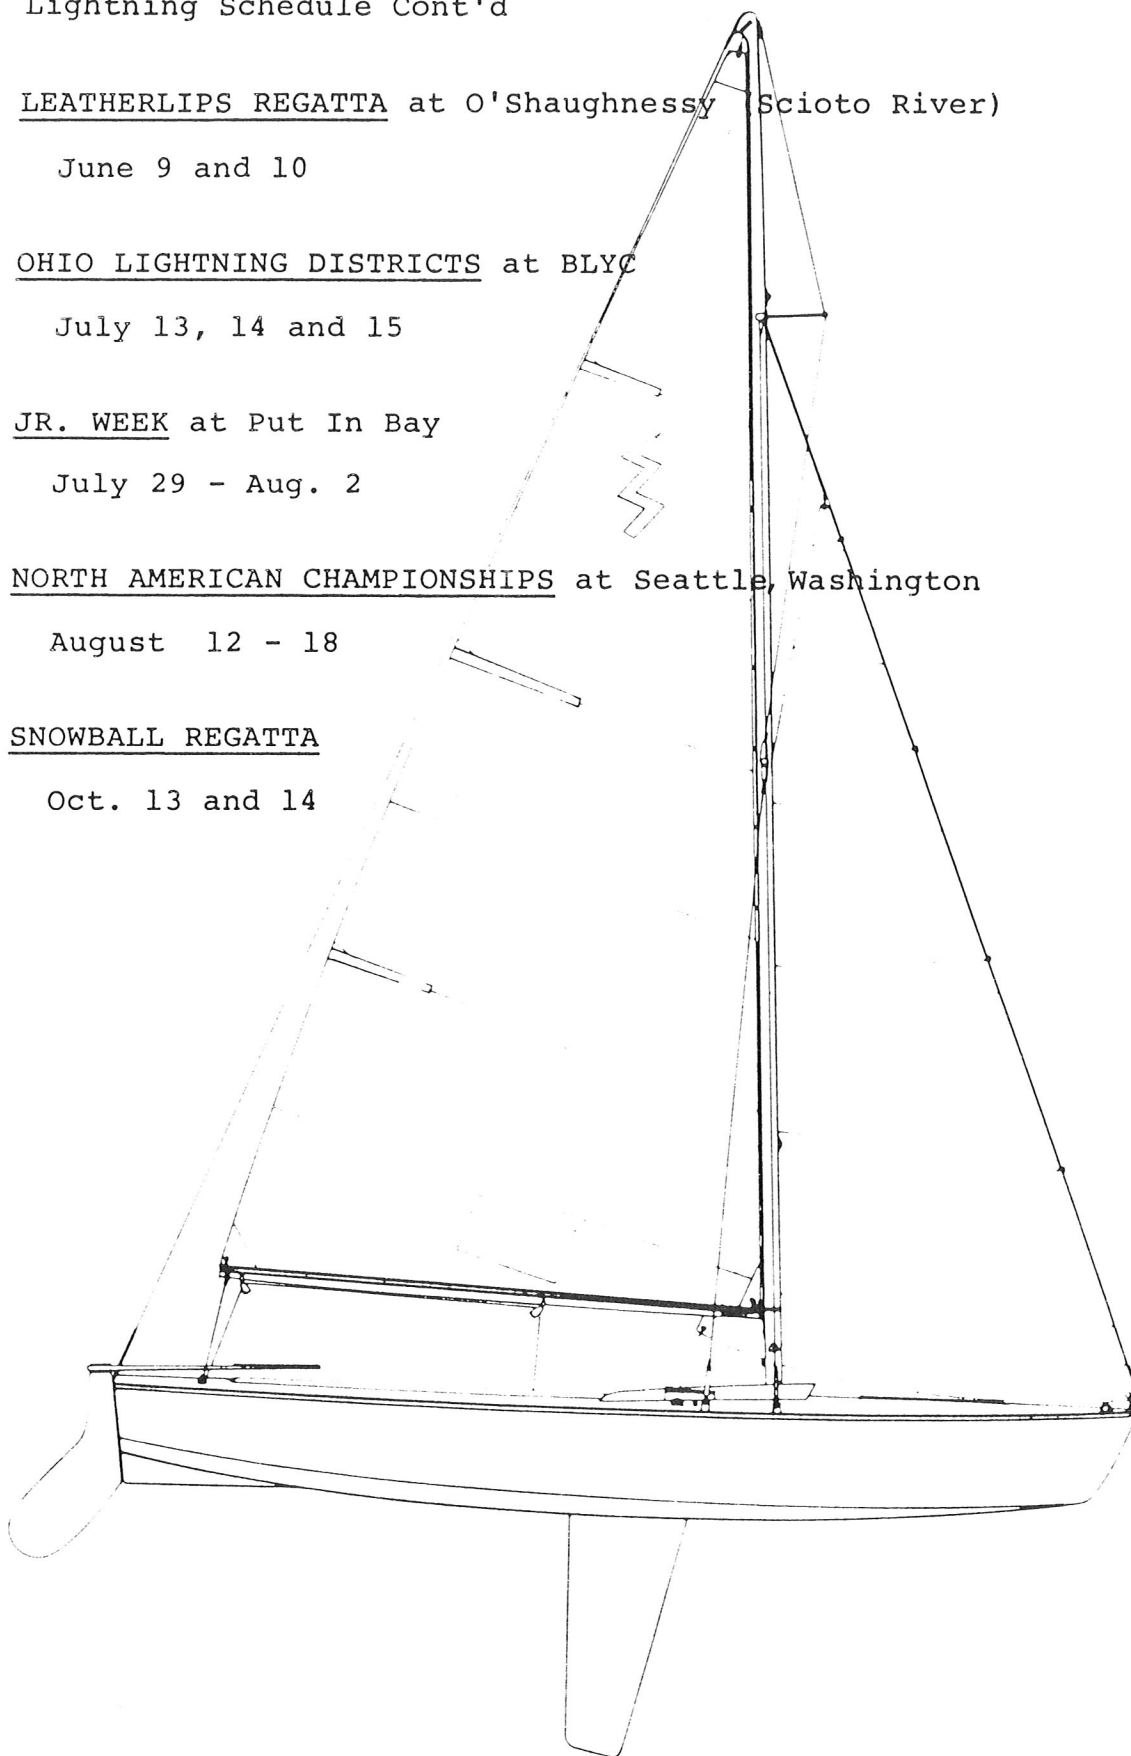 Lightning Schedule Cont'd
LEATHERLIPS REGATTA at O'Shaughnessy (Scioto River)
June 9 and 10
OHIO LIGHTNING DISTRICTS at BLYC
July 13, 14 and 15
JR. WEEK at Put In Bay
July 29 - Aug. 2
NORTH AMERICAN CHAMPIONSHIPS at Seattle, Washington
August 12 - 18
SNOWBALL REGATTA
Oct. 13 and 14